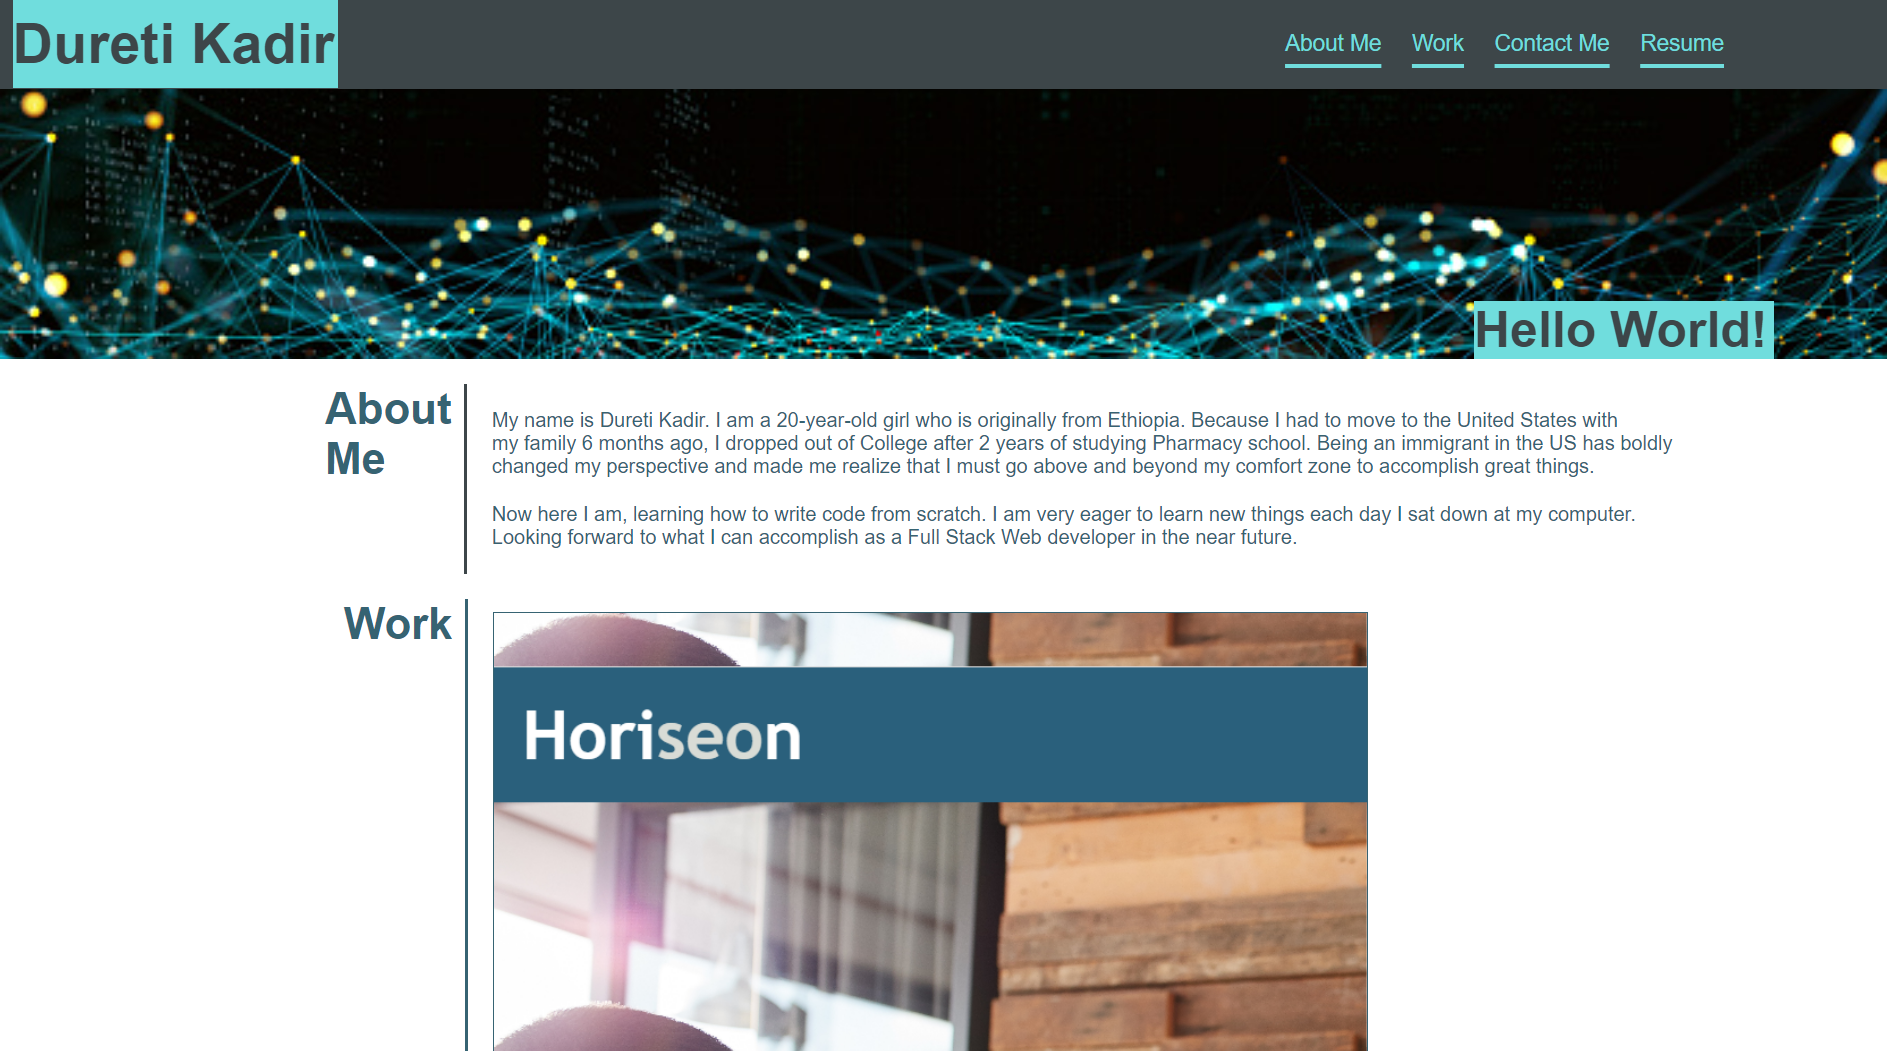 Dureti Kadir
About Me Work Contact Me Resume
Hello World!
About
Me
My name is Dureti Kadir. I am a 20-year-old girl who is originally from Ethiopia. Because I had to move to the United States with
my family 6 months ago, I dropped out of College after 2 years of studying Pharmacy school. Being an immigrant in the US has boldly
changed my perspective and made me realize that I must go above and beyond my comfort zone to accomplish great things.
Now here I am, learning how to write code from scratch. I am very eager to learn new things each day I sat down at my computer.
Looking forward to what I can accomplish as a Full Stack Web developer in the near future.
Work
Horiseon